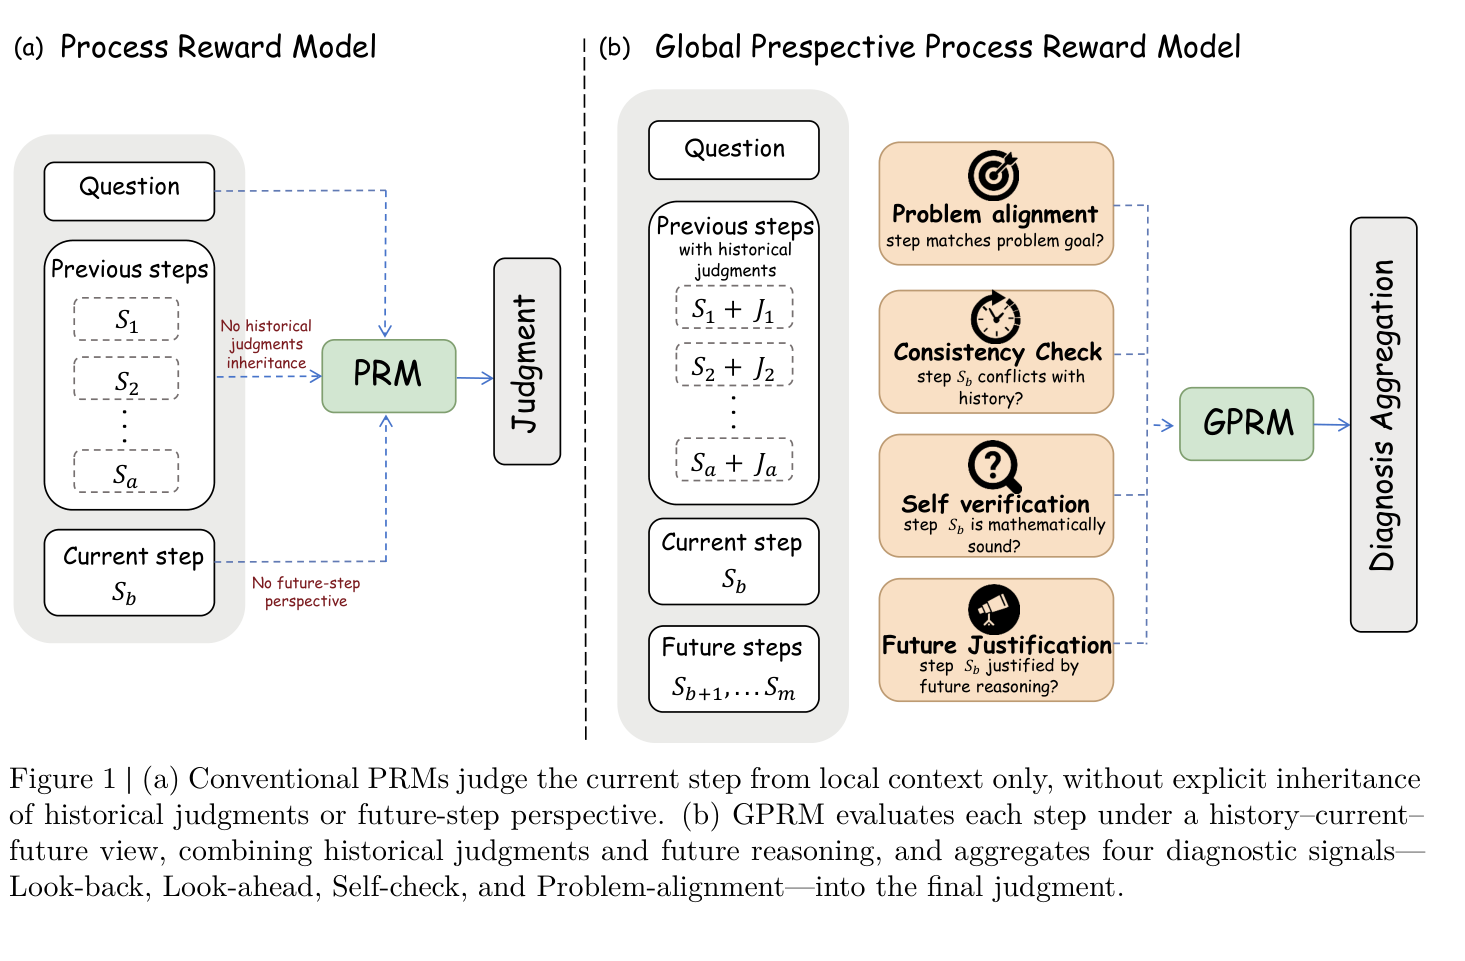 (a) Process Reward Model
Question
Previous steps
S1
S2
⋮
Sa
Current step
Sb
No historical
judgments
inheritance
No future-step
perspective
PRM
Judgment
(b) Global Prespective Process Reward Model
Question
Previous steps
with historical
judgments
S1 + J1
S2 + J2
⋮
Sa + Ja
Current step
Sb
Future steps
Sb+1, ... Sm
Problem alignment
step matches problem goal?
Consistency Check
step Sb conflicts with
history?
Self verification
step Sb is mathematically
sound?
Future Justification
step Sb justified by
future reasoning?
GPRM
Diagnosis Aggregation
Figure 1 | (a) Conventional PRMs judge the current step from local context only, without explicit inheritance
of historical judgments or future-step perspective. (b) GPRM evaluates each step under a history–current–
future view, combining historical judgments and future reasoning, and aggregates four diagnostic signals—
Look-back, Look-ahead, Self-check, and Problem-alignment—into the final judgment.